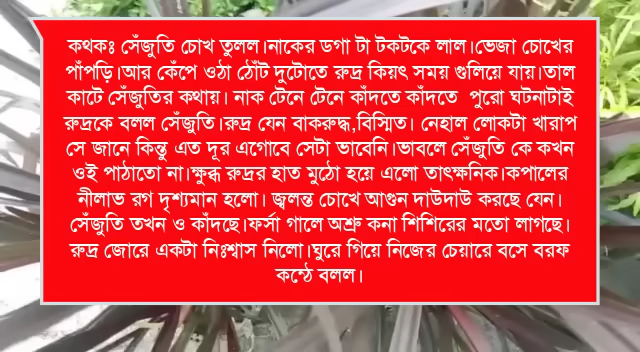 কথকঃ সেঁজুতি চোখ তুলল।নাকের ডগা টা টকটকে লাল।ভেজা চোখের
পাঁপড়ি।আর কেঁপে ওঠা ঠোঁট দুটোতে রুদ্র কিয়ৎ সময় গুলিয়ে যায়।তাল
কাটে সেঁজুতির কথায়। নাক টেনে টেনে কাঁদতে কাঁদতে পুরো ঘটনাটাই
রুদ্রকে বলল সেঁজুতি।রুদ্র যেন বাকরুদ্ধ,বিস্মিত। নেহাল লোকটা খারাপ
সে জানে কিন্তু এত দূর এগোবে সেটা ভাবেনি।ভাবলে সেঁজুতি কে কখন
ওই পাঠাতো না।ক্ষুব্ধ রুদ্রর হাত মুঠো হয়ে এলো তাৎক্ষনিক।কপালের
নীলাভ রগ দৃশ্যমান হলো। জ্বলন্ত চোখে আগুন দাউদাউ করছে যেন।
সেঁজুতি তখন ও কাঁদছে।ফর্সা গালে অশ্রু কনা শিশিরের মতো লাগছে।
রুদ্র জোরে একটা নিঃশ্বাস নিলো।ঘুরে গিয়ে নিজের চেয়ারে বসে বরফ
কন্ঠে বলল।